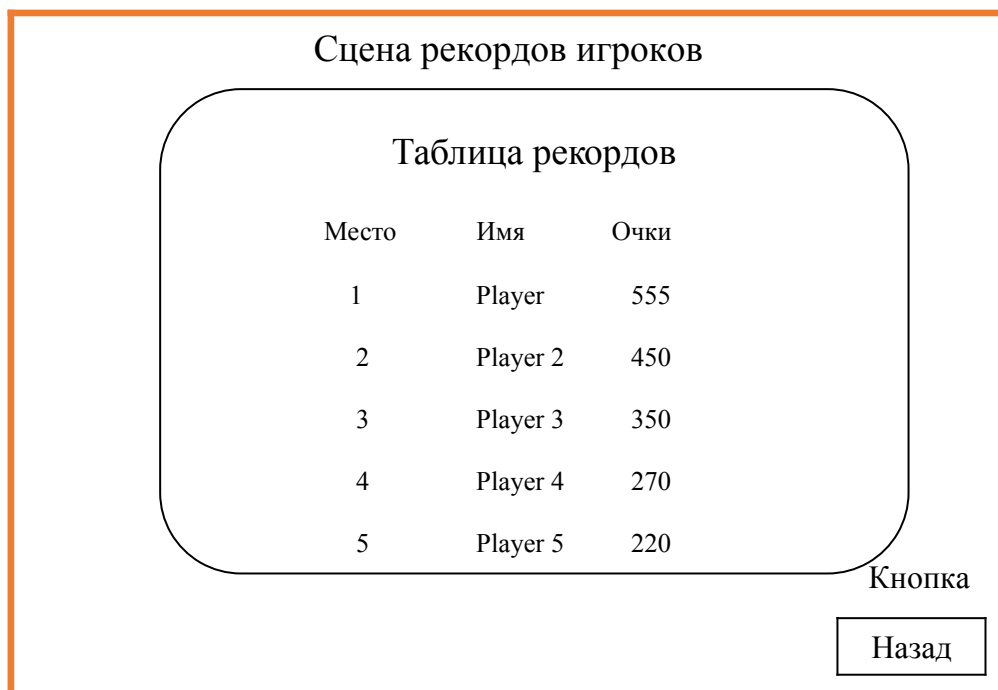 Сцена рекордов игроков
Таблица рекордов
Место Имя Очки
1 Player 555
2 Player 2 450
3 Player 3 350
4 Player 4 270
5 Player 5 220
Кнопка
Назад